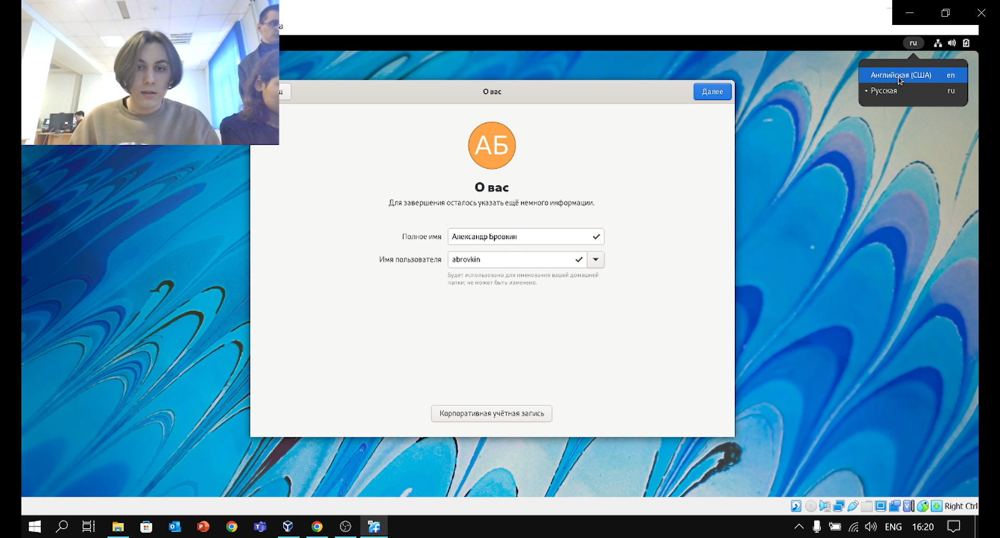 а
ru
Английская (США) en
• Русская ru
д
О вас
Далее
АБ
О вас
Для завершения осталось указать ещё немного информации.
Полное имя
Александр Бровкин
Имя пользователя
abrovkin
Будет использовано для именования вашей домашней
папки; не может быть изменено.
Корпоративная учётная запись
Right Ctrl
ENG
16:20